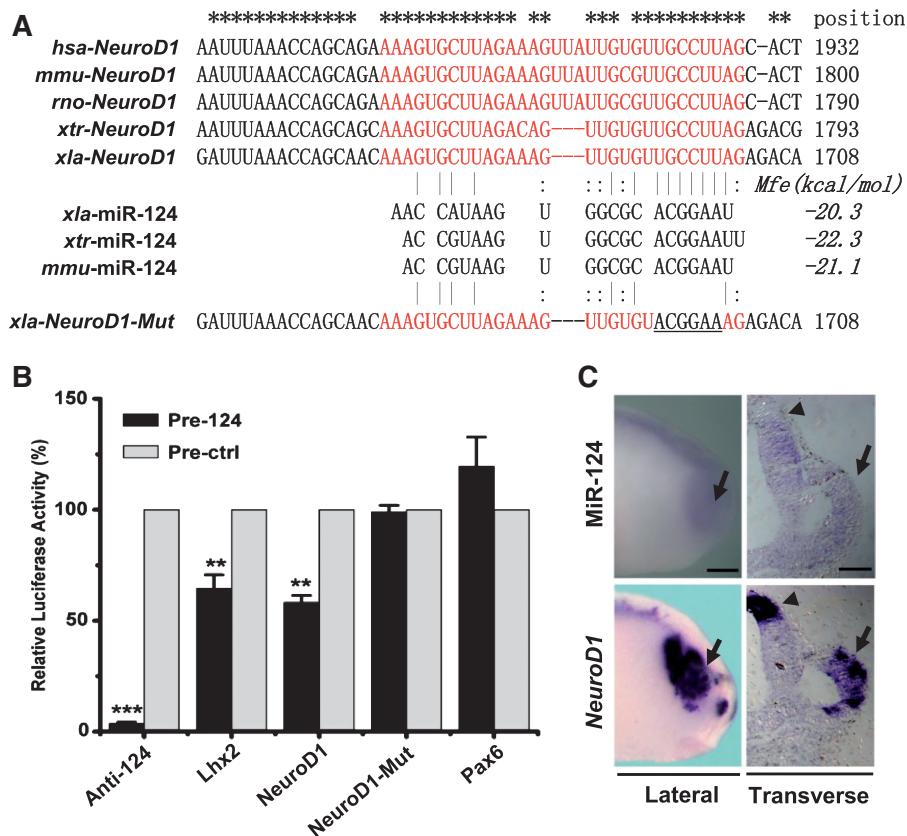 A
************* ************ ** *** ********** ** position
hsa-NeuroD1 AAUUUAAACCAGCAGAAAAGUGCUUAGAAAGUUAUUGUGUUGCCUUAGC-ACU 1932
mmu-NeuroD1 AAUUUAAACCAGCAGAAAAGUGCUUAGAAAGUUAUUGUGUUGCCUUAGC-ACU 1800
rno-NeuroD1 AAUUUAAACCAGCAGAAAAGUGCUUAGAAAGUUAUUGCGUUGCCUUAGC-ACU 1790
xtr-NeuroD1 AAUUUAAACCAGCAGCAAAGUGCUUAGACAG---UUGUGUUGCCUUAGAGACG 1793
xla-NeuroD1 GAUUUAAACCAGCAACAAAGUGCUUAGAAAG---UUGUGUUGCCUUAGAGACA 1708
| || | : ::|| |||||||: Mfe(kcal/mol)
xla-miR-124 AAC CAUAAG U GGCGC ACGGAAU -20.3
xtr-miR-124 AC CGUAAG U GGCGC ACGGAAUU -22.3
mmu-miR-124 AC CGUAAG U GGCGC ACGGAAU -21.1
| || | : ::|| |:
xla-NeuroD1-Mut GAUUUAAACCAGCAACAAAGUGCUUAGAAAG---UUGUGUACGGAAAGAGACA 1708
B
Relative Luciferase Activity (%)
150
100
50
0
Pre-124
Pre-ctrl
***
**
**
Anti-124
Lhx2
NeuroD1
NeuroD1-Mut
Pax6
C
MiR-124
NeuroD1
Lateral
Transverse